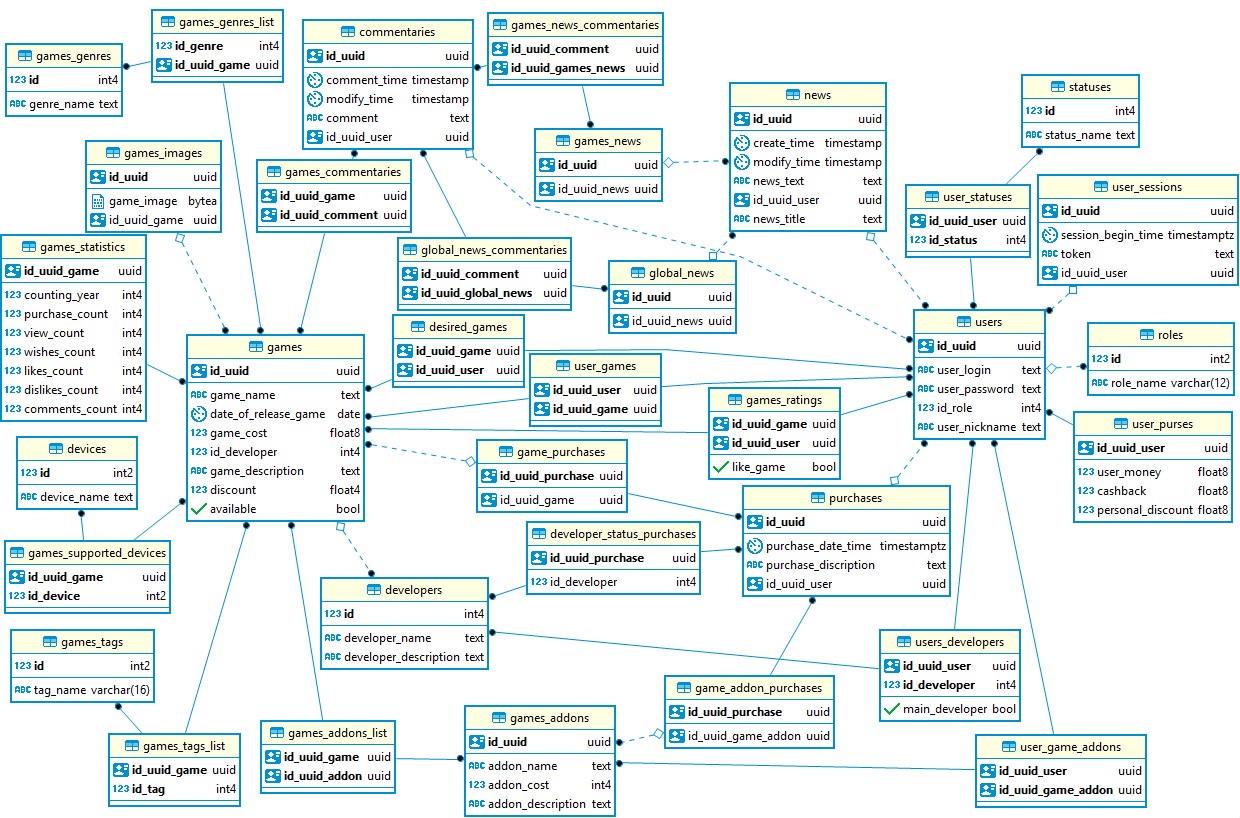 games_genres_list
123 id_genre int4
id_uuid_game uuid
games_genres
123 id int4
ABC genre_name text
commentaries
id_uuid uuid
comment_time timestamp
modify_time timestamp
ABC comment text
id_uuid_user uuid
games_news_commentaries
id_uuid_comment uuid
id_uuid_games_news uuid
games_news
id_uuid uuid
id_uuid_news uuid
news
id_uuid uuid
create_time timestamp
modify_time timestamp
ABC news_text text
id_uuid_user uuid
ABC news_title text
statuses
123 id int4
ABC status_name text
user_statuses
id_uuid_user uuid
123 id_status int4
user_sessions
id_uuid uuid
session_begin_time timestamptz
ABC token text
id_uuid_user uuid
games_images
id_uuid uuid
game_image bytea
id_uuid_game uuid
games_commentaries
id_uuid_game uuid
id_uuid_comment uuid
games_statistics
id_uuid_game uuid
123 counting_year int4
123 purchase_count int4
123 view_count int4
123 wishes_count int4
123 likes_count int4
123 dislikes_count int4
123 comments_count int4
global_news_commentaries
id_uuid_comment uuid
id_uuid_global_news uuid
global_news
id_uuid uuid
id_uuid_news uuid
games
id_uuid uuid
ABC game_name text
date_of_release_game date
123 game_cost float8
123 id_developer int4
ABC game_description text
123 discount float4
available bool
desired_games
id_uuid_game uuid
id_uuid_user uuid
user_games
id_uuid_user uuid
id_uuid_game uuid
games_ratings
id_uuid_game uuid
id_uuid_user uuid
like_game bool
users
id_uuid uuid
ABC user_login text
ABC user_password text
123 id_role int4
ABC user_nickname text
roles
123 id int2
ABC role_name varchar(12)
user_purses
id_uuid_user uuid
123 user_money float8
123 cashback float8
123 personal_discount float8
devices
123 id int2
ABC device_name text
game_purchases
id_uuid_purchase uuid
id_uuid_game uuid
purchases
id_uuid uuid
purchase_date_time timestamptz
ABC purchase_discription text
id_uuid_user uuid
games_supported_devices
id_uuid_game uuid
123 id_device int2
developer_status_purchases
id_uuid_purchase uuid
123 id_developer int4
developers
123 id int4
ABC developer_name text
ABC developer_description text
games_tags
123 id int2
ABC tag_name varchar(16)
users_developers
id_uuid_user uuid
123 id_developer int4
main_developer bool
game_addon_purchases
id_uuid_purchase uuid
id_uuid_game_addon uuid
games_tags_list
id_uuid_game uuid
123 id_tag int4
games_addons_list
id_uuid_game uuid
id_uuid_addon uuid
games_addons
id_uuid uuid
ABC addon_name text
123 addon_cost int4
ABC addon_description text
user_game_addons
id_uuid_user uuid
id_uuid_game_addon uuid